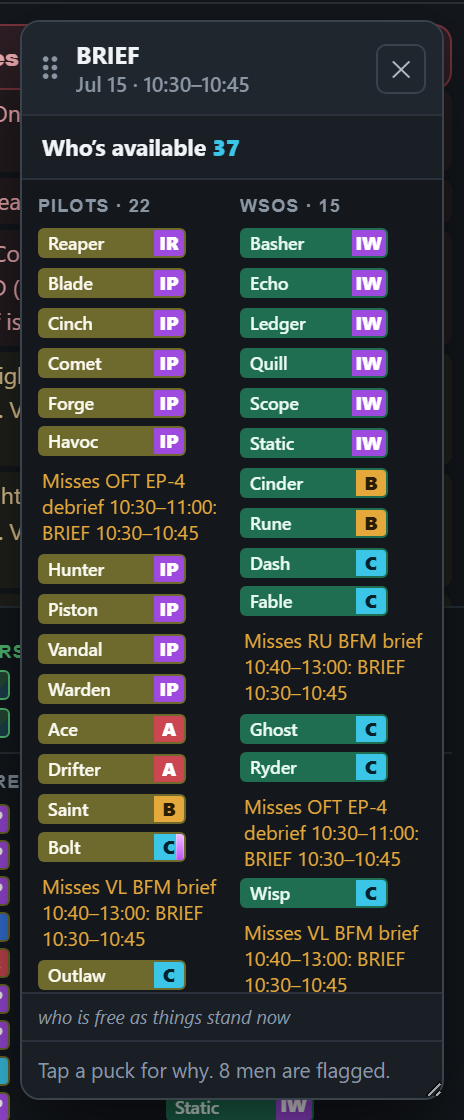 BRIEF
Jul 15 · 10:30–10:45
Who's available 37
PILOTS · 22
Reaper IR
Blade IP
Cinch IP
Comet IP
Forge IP
Havoc IP
Misses OFT EP-4
debrief 10:30–11:00:
BRIEF 10:30–10:45
Hunter IP
Piston IP
Vandal IP
Warden IP
Ace A
Drifter A
Saint B
Bolt C
Misses VL BFM brief
10:40–13:00: BRIEF
10:30–10:45
Outlaw C
WSOS · 15
Basher IW
Echo IW
Ledger IW
Quill IW
Scope IW
Static IW
Cinder B
Rune B
Dash C
Fable C
Misses RU BFM brief
10:40–13:00: BRIEF
10:30–10:45
Ghost C
Ryder C
Misses OFT EP-4
debrief 10:30–11:00:
BRIEF 10:30–10:45
Wisp C
Misses VL BFM brief
10:40–13:00: BRIEF
10:30–10:45
who is free as things stand now
Tap a puck for why. 8 men are flagged.
Static IW